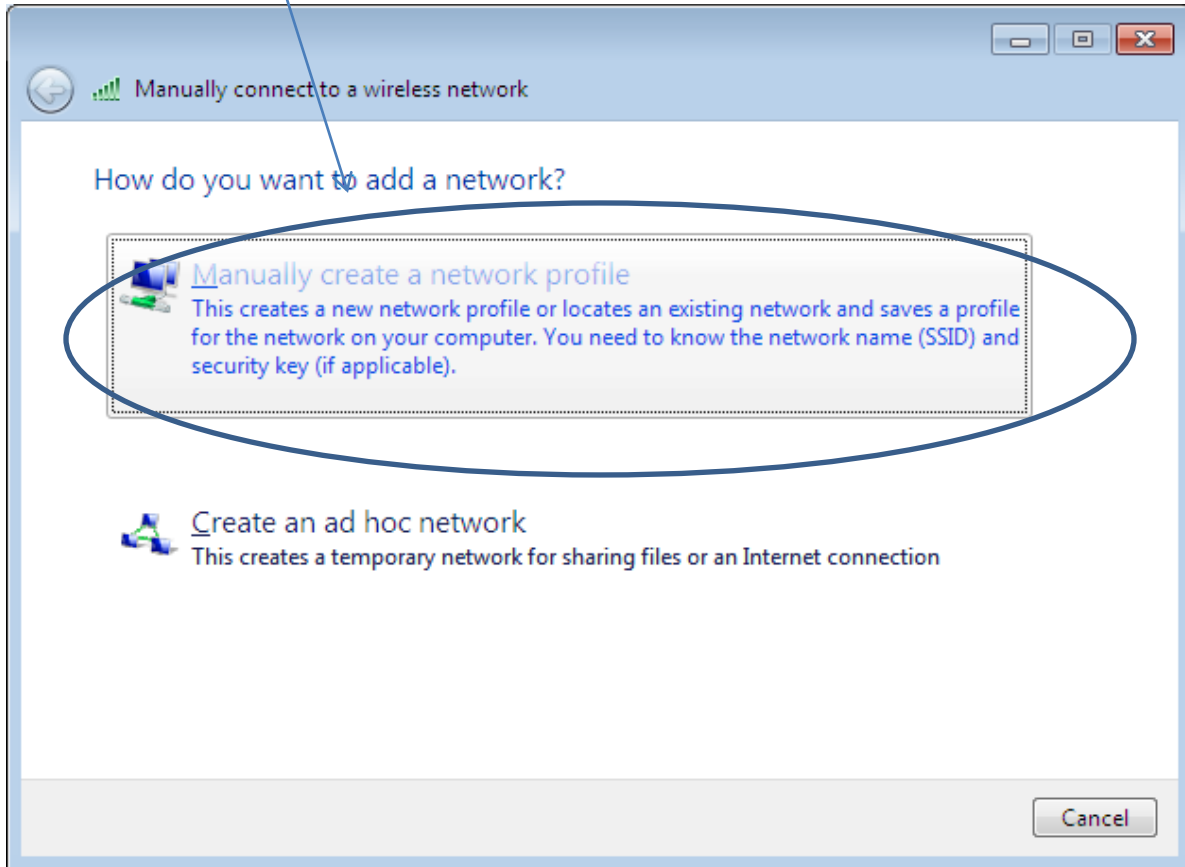 Manually connect to a wireless network
How do you want to add a network?
Manually create a network profile
This creates a new network profile or locates an existing network and saves a profile
for the network on your computer. You need to know the network name (SSID) and
security key (if applicable).
Create an ad hoc network
This creates a temporary network for sharing files or an Internet connection
Cancel